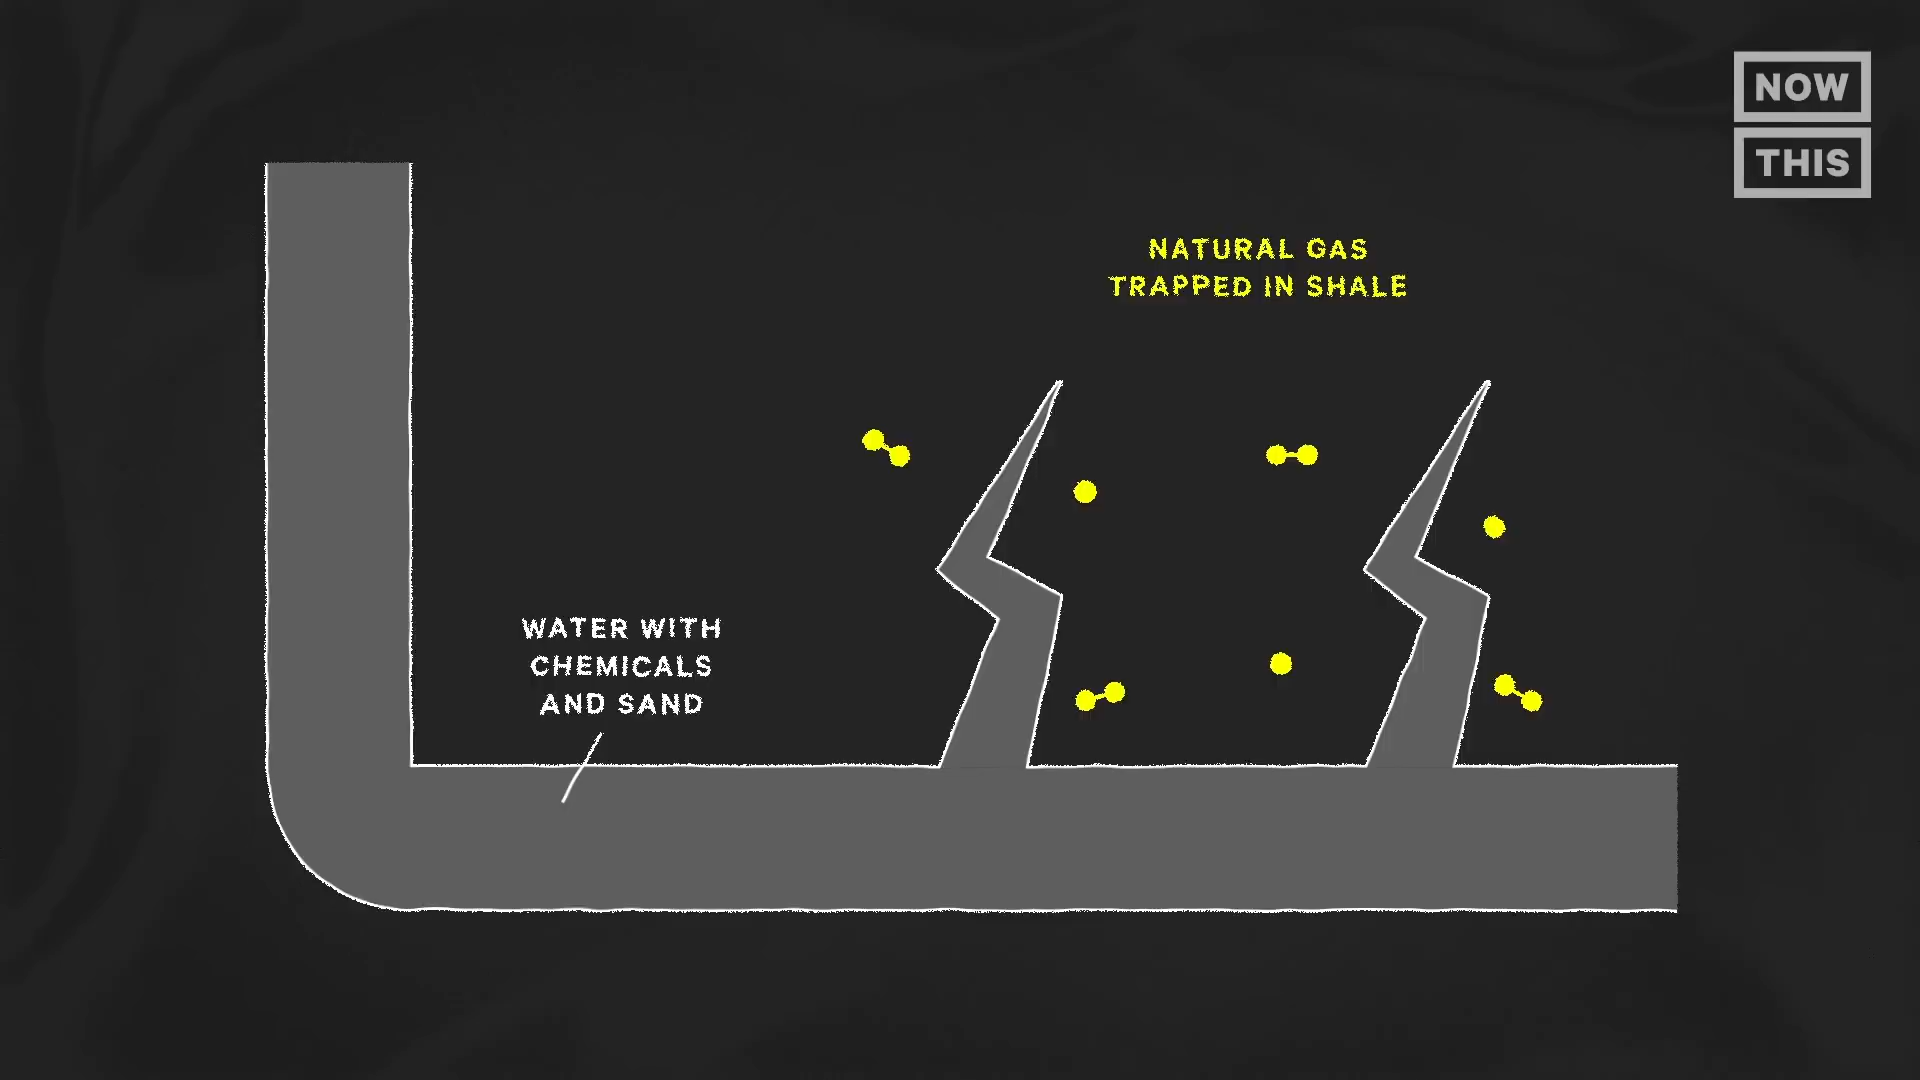 NOW
THIS
NATURAL GAS
TRAPPED IN SHALE
WATER WITH
CHEMICALS
AND SAND